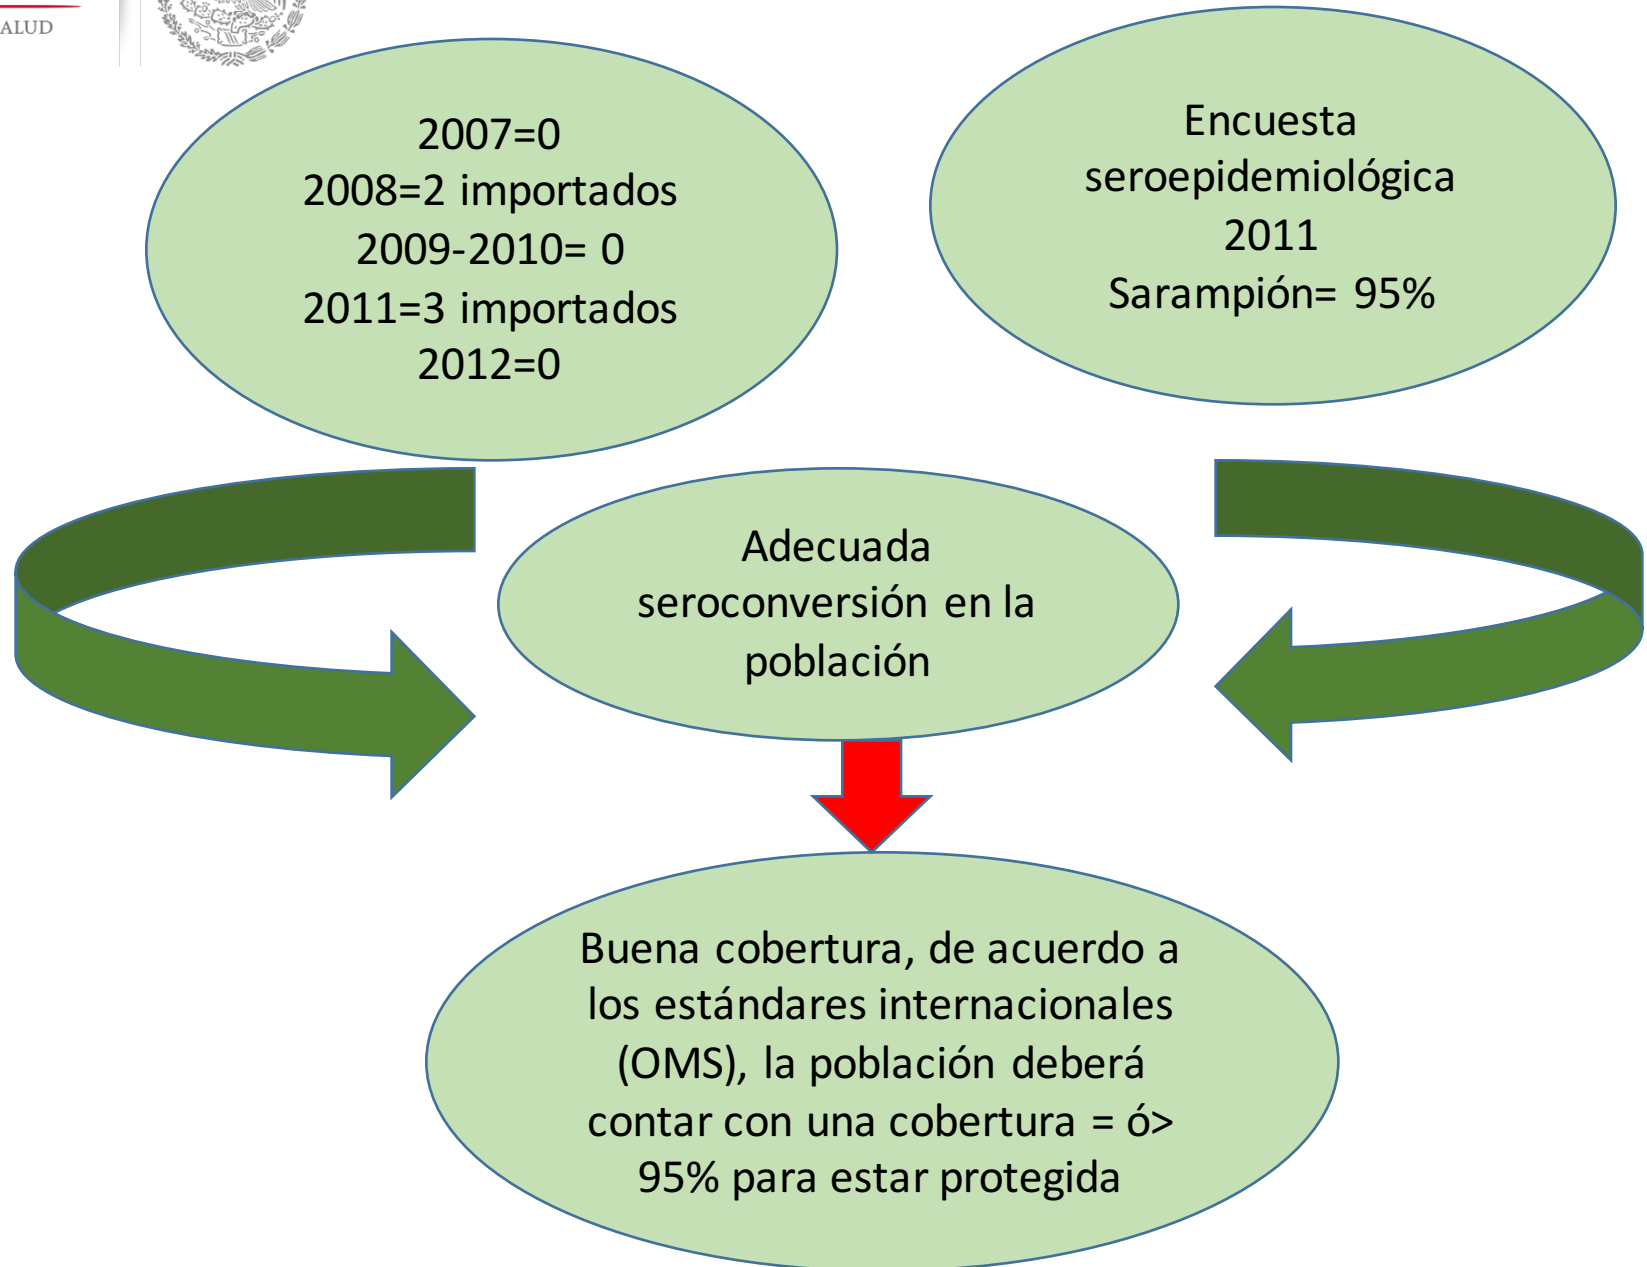 ALUD
2007=0
2008=2 importados
2009-2010= 0
2011=3 importados
2012=0
Encuesta
seroepidemiológica
2011
Sarampión= 95%
Adecuada
seroconversión en la
población
Buena cobertura, de acuerdo a
los estándares internacionales
(OMS), la población deberá
contar con una cobertura = ó>
95% para estar protegida